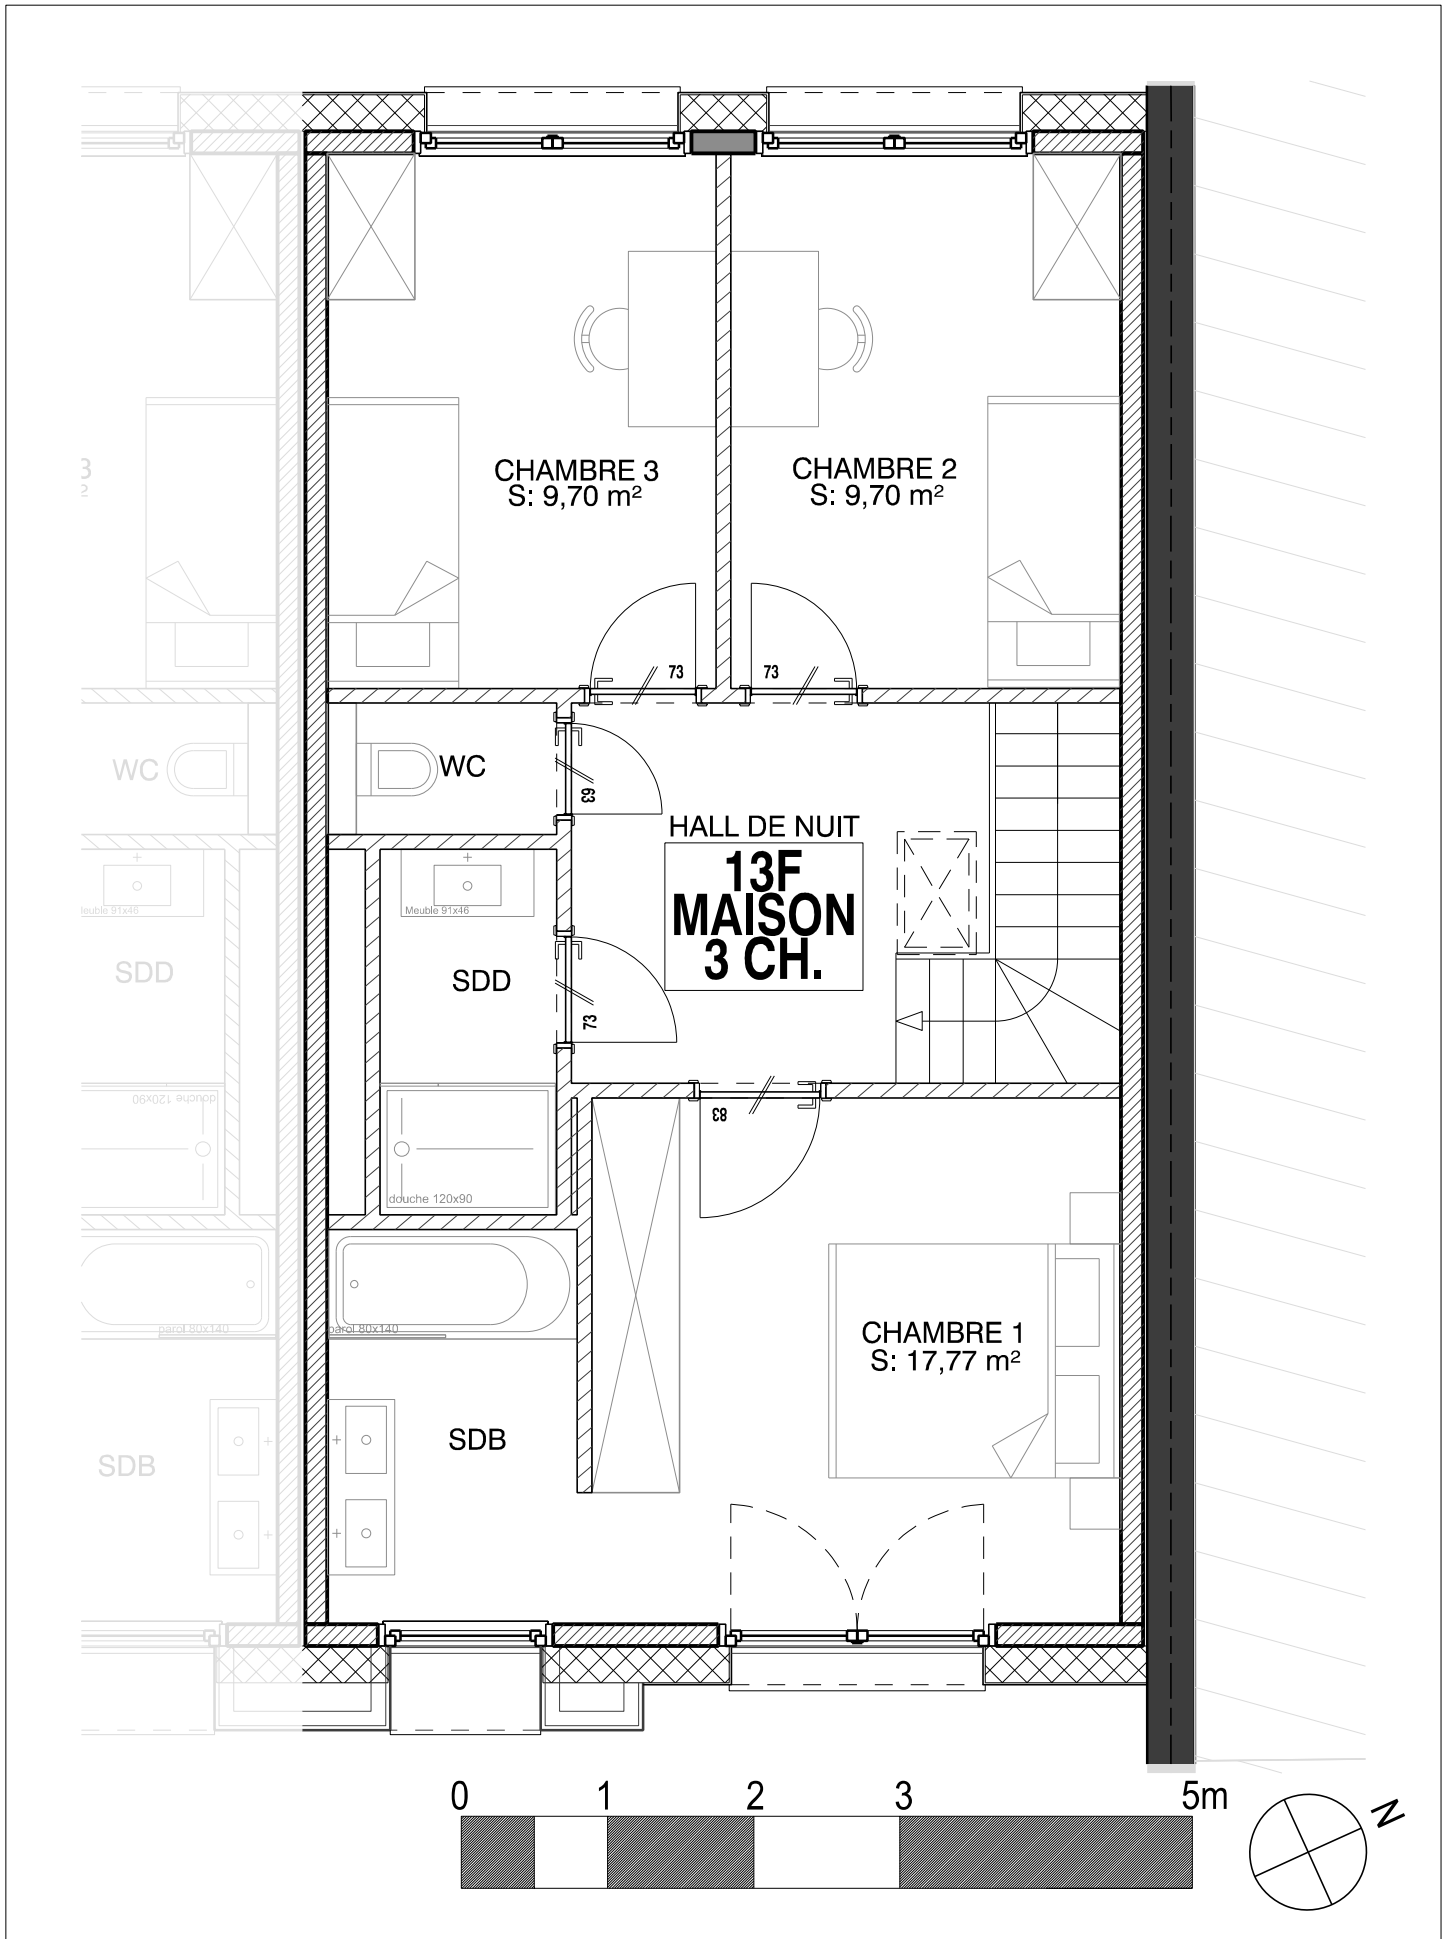 CHAMBRE 3
S: 9,70 m²
CHAMBRE 2
S: 9,70 m²
3
²
73
73
WC
WC
63
HALL DE NUIT
13F
MAISON
3 CH.
Meuble 91x46
Meuble 91x46
SDD
SDD
73
douche 120x90
83
douche 120x90
parol 80x140
parol 80x140
CHAMBRE 1
S: 17,77 m²
SDB
SDB
0 1 2 3 5m
N